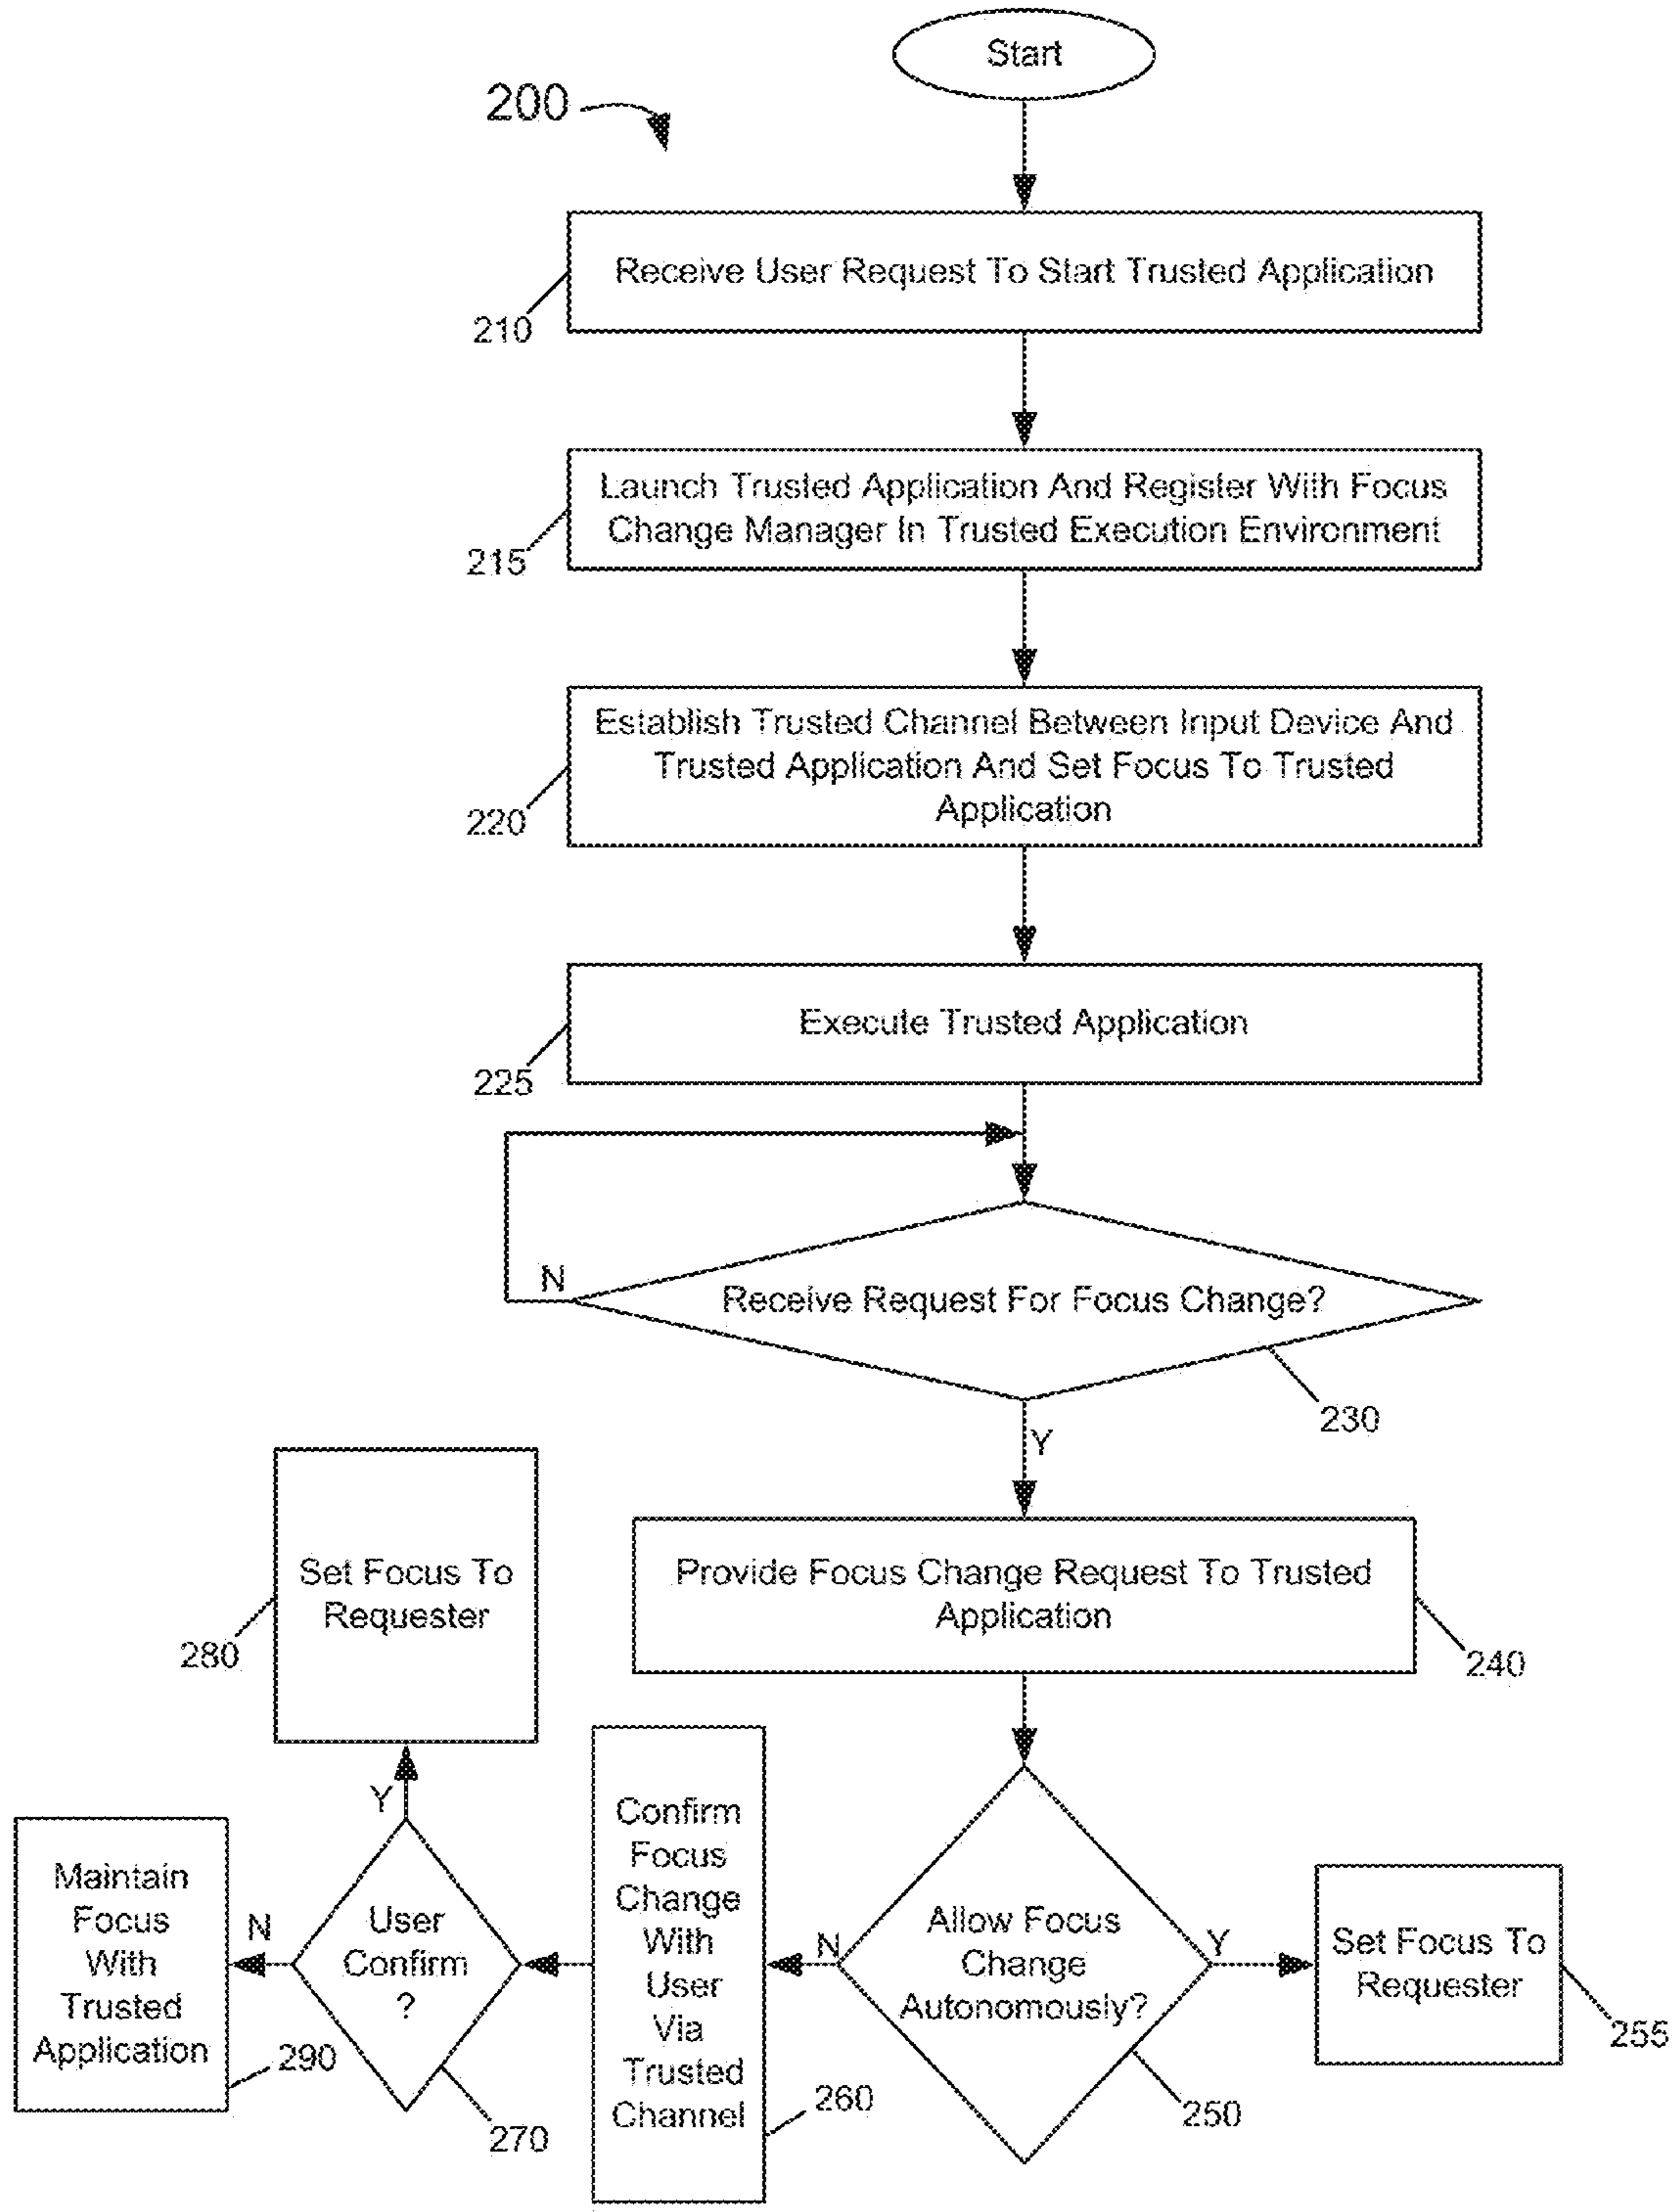 Start
200
Receive User Request To Start Trusted Application
210
Launch Trusted Application And Register With Focus
Change Manager In Trusted Execution Environment
215
Establish Trusted Channel Between Input Device And
Trusted Application And Set Focus To Trusted
Application
220
Execute Trusted Application
225
N
Receive Request For Focus Change?
230
Y
Provide Focus Change Request To Trusted
Application
240
Allow Focus
Change
Autonomously?
250
Y
Set Focus To
Requester
255
N
Confirm
Focus
Change
With
User
Via
Trusted
Channel
260
User
Confirm
?
270
Y
Set Focus To
Requester
280
N
Maintain
Focus
With
Trusted
Application
290